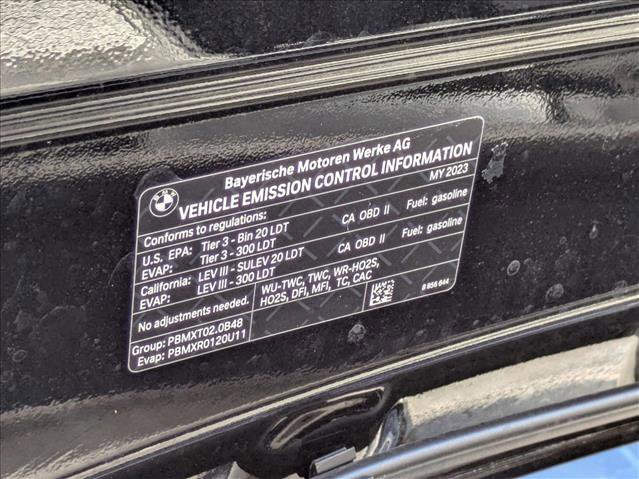 Bayerische Motoren Werke AG
VEHICLE EMISSION CONTROL INFORMATION
Conforms to regulations: MY 2023
U.S. EPA: Tier 3 - Bin 20 LDT CA OBD II Fuel: gasoline
EVAP: Tier 3 - 300 LDT
California: LEV III - SULEV 20 LDT CA OBD II Fuel: gasoline
EVAP: LEV III - 300 LDT
No adjustments needed.
Group: PBMXT02.0B48
Evap: PBMXR0120U11
WU-TWC, TWC, WR-HO2S,
HO2S, DFI, MFI, TC, CAC
8 856 644
BMW